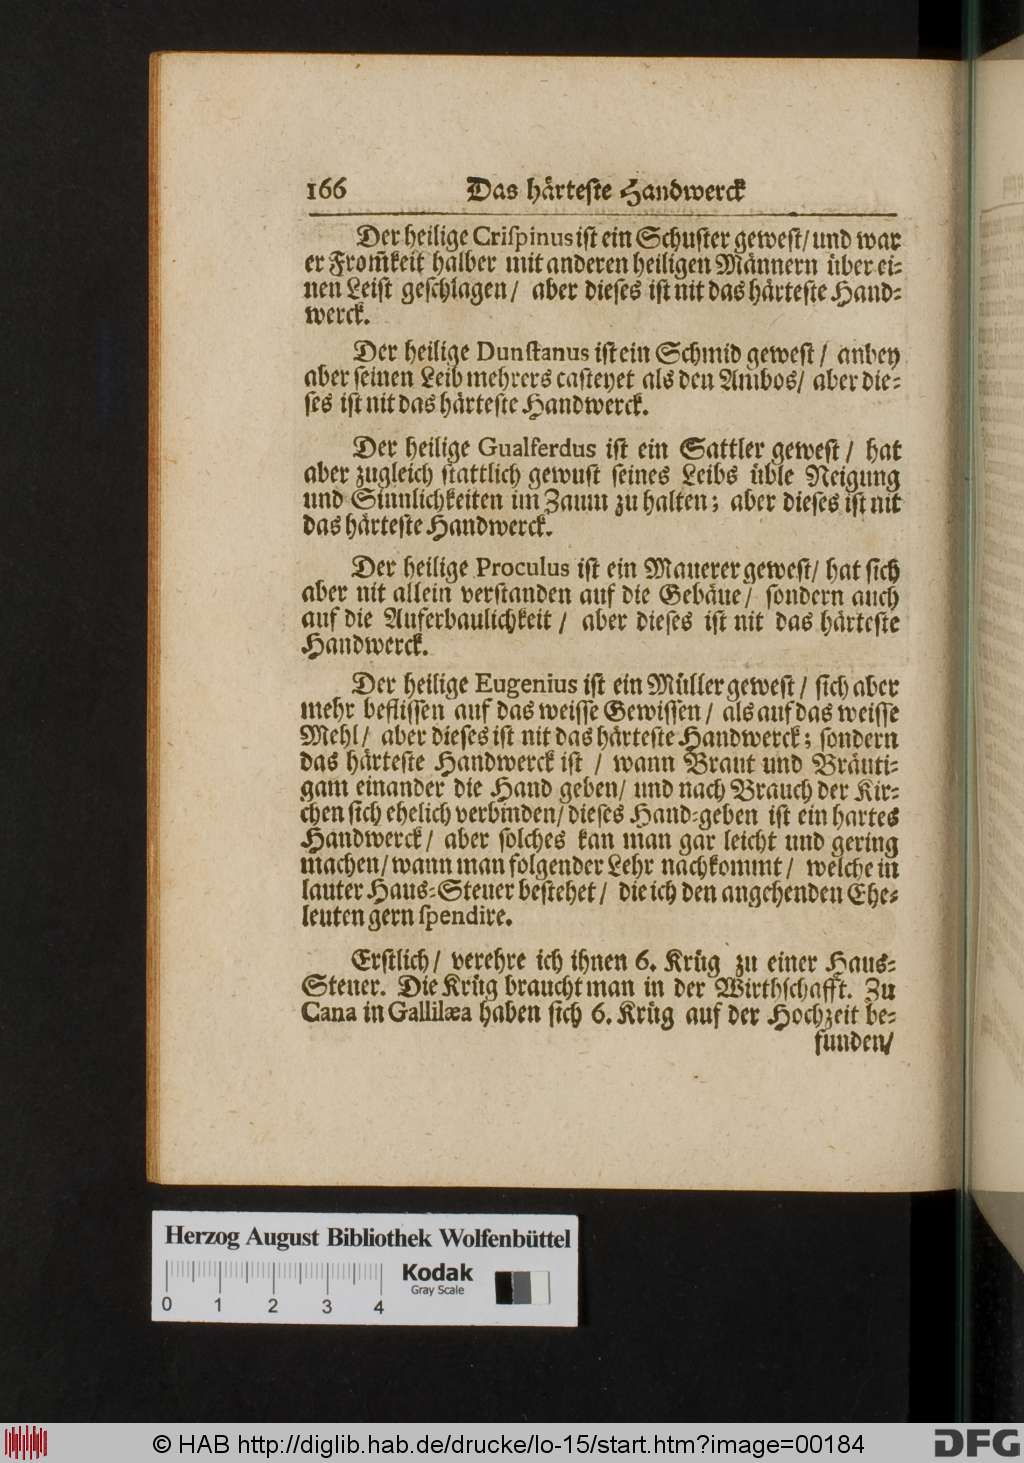 166 Das härteste Handwerck
Der heilige Crispinus ist ein Schuster gewest/ und war
er From̃keit halber mit anderen heiligen Männern über ei-
nen Leist geschlagen/ aber dieses ist nit das härteste Hand-
werck.
Der heilige Dunstanus ist ein Schmid gewest/ anbey
aber seinen Leib mehrers casteyet als den Ambos/ aber die-
ses ist nit das härteste Handwerck.
Der heilige Gualferdus ist ein Sattler gewest/ hat
aber zugleich stattlich gewust seines Leibs üble Neigung
und Sinnlichkeiten im Zaum zu halten; aber dieses ist nit
das härteste Handwerck.
Der heilige Proculus ist ein Maurer gewest/ hat sich
aber nit allein verstanden auf die Gebäue/ sondern auch
auf die Auferbaulichkeit/ aber dieses ist nit das härteste
Handwerck.
Der heilige Eugenius ist ein Müller gewest/ sich aber
mehr beflissen auf das weisse Gewissen/ als auf das weisse
Mehl/ aber dieses ist nit das härteste Handwerck; sondern
das härteste Handwerck ist / wann Braut und Bräuti-
gam einander die Hand geben/ und nach Brauch der Kir-
chen sich ehelich verbinden/ dieses Hand-geben ist ein hartes
Handwerck/ aber solches kan man gar leicht und gering
machen/ wann man folgender Lehr nachkommt/ welche in
lauter Haus-Steuer bestehet/ die ich den angehenden Ehe-
leuten gern spendire.
Erstlich/ verehre ich ihnen 6. Krüg zu einer Haus-
Steuer. Die Krüg braucht man in der Wirthschafft. Zu
Cana in Gallilæa haben sich 6. Krüg auf der Hochzeit be-
funden/
Herzog August Bibliothek Wolfenbüttel
Kodak
Gray Scale
0 1 2 3 4
© HAB http://diglib.hab.de/drucke/lo-15/start.htm?image=00184
DFG